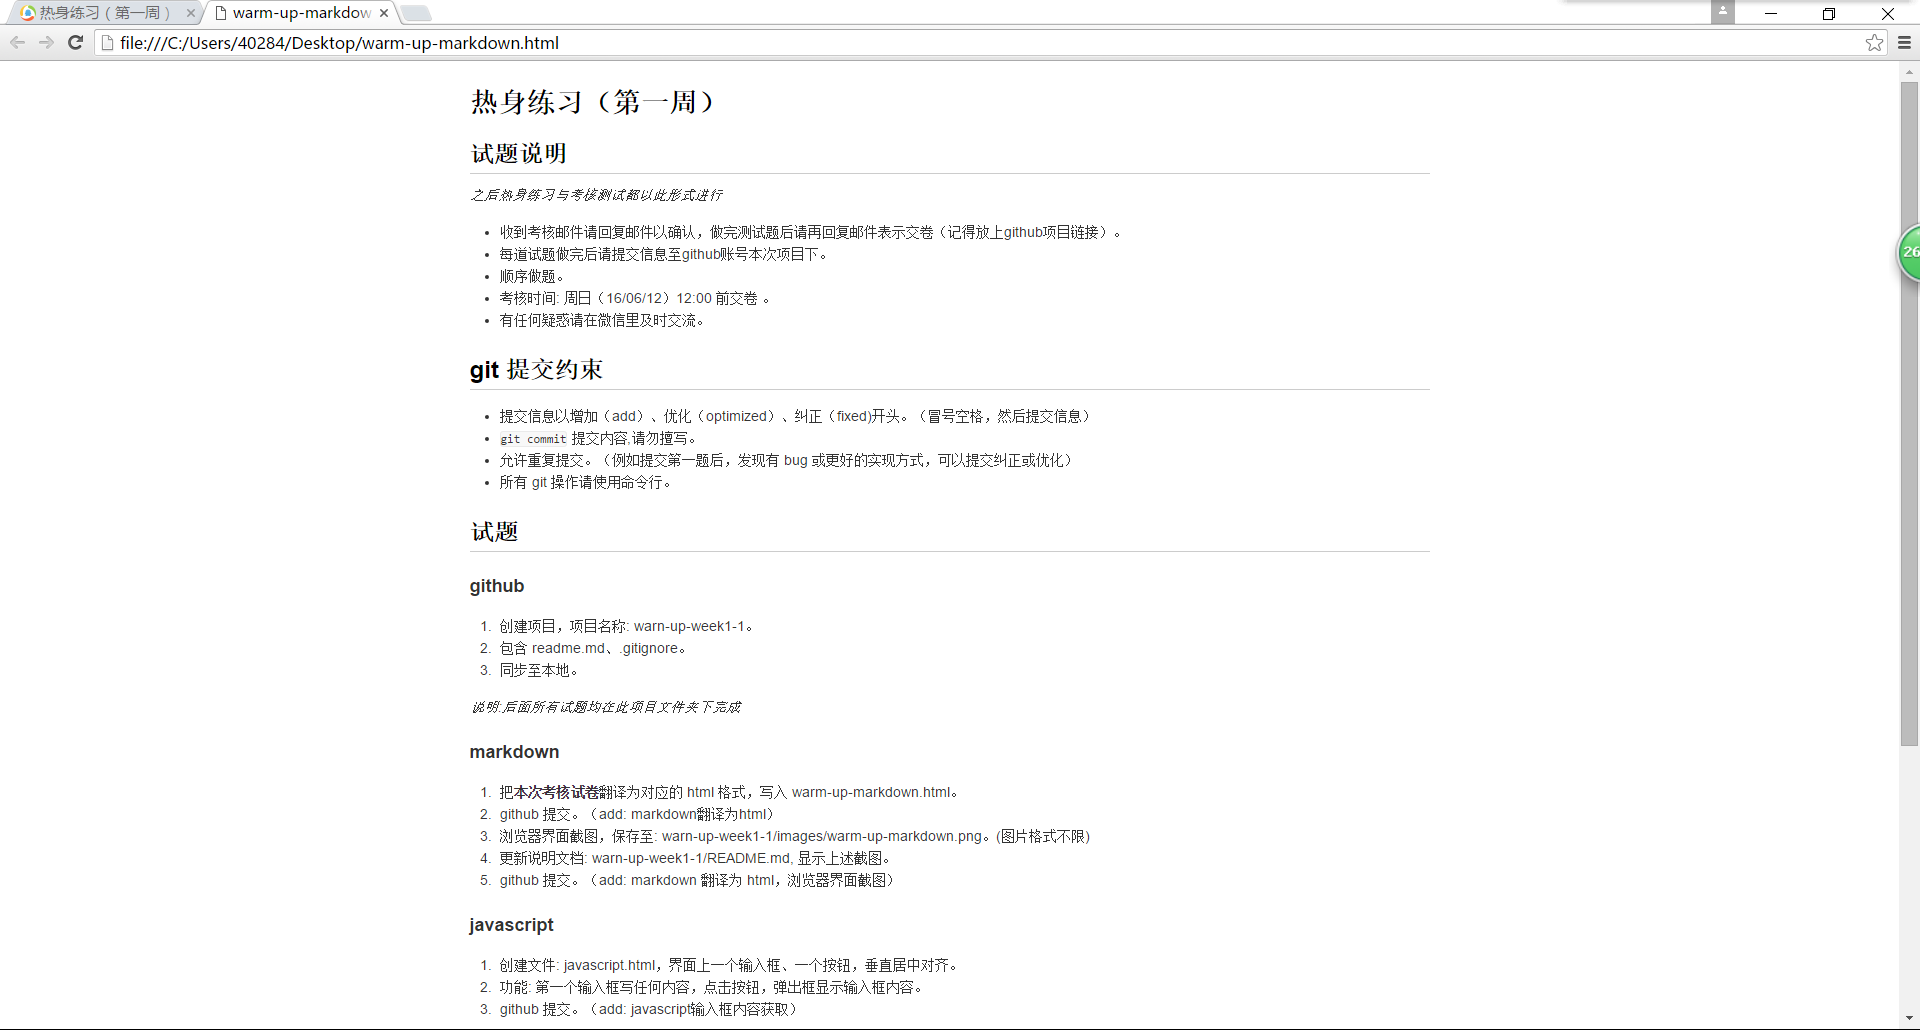 热身练习（第一周）
warm-up-markdow
file:///C:/Users/40284/Desktop/warm-up-markdown.html
热身练习（第一周）
试题说明
之后热身练习与考核测试都以此形式进行
收到考核邮件请回复邮件以确认，做完测试题后请再回复邮件表示交卷（记得放上github项目链接）。
每道试题做完后请提交信息至github账号本次项目下。
26
顺序做题。
考核时间: 周日（16/06/12）12:00 前交卷 。
有任何疑惑请在微信里及时交流。
git 提交约束
提交信息以增加（add）、优化（optimized）、纠正（fixed)开头。（冒号空格，然后提交信息）
git commit 提交内容,请勿擅写。
允许重复提交。（例如提交第一题后，发现有 bug 或更好的实现方式，可以提交纠正或优化）
所有 git 操作请使用命令行。
试题
github
1. 创建项目，项目名称: warn-up-week1-1。
2. 包含 readme.md、.gitignore。
3. 同步至本地。
说明:后面所有试题均在此项目文件夹下完成
markdown
1. 把本次考核试卷翻译为对应的 html 格式，写入 warm-up-markdown.html。
2. github 提交。（add: markdown翻译为html）
3. 浏览器界面截图，保存至: warn-up-week1-1/images/warm-up-markdown.png。(图片格式不限)
4. 更新说明文档: warn-up-week1-1/README.md, 显示上述截图。
5. github 提交。（add: markdown 翻译为 html，浏览器界面截图）
javascript
1. 创建文件: javascript.html，界面上一个输入框、一个按钮，垂直居中对齐。
2. 功能: 第一个输入框写任何内容，点击按钮，弹出框显示输入框内容。
3. github 提交。（add: javascript输入框内容获取）